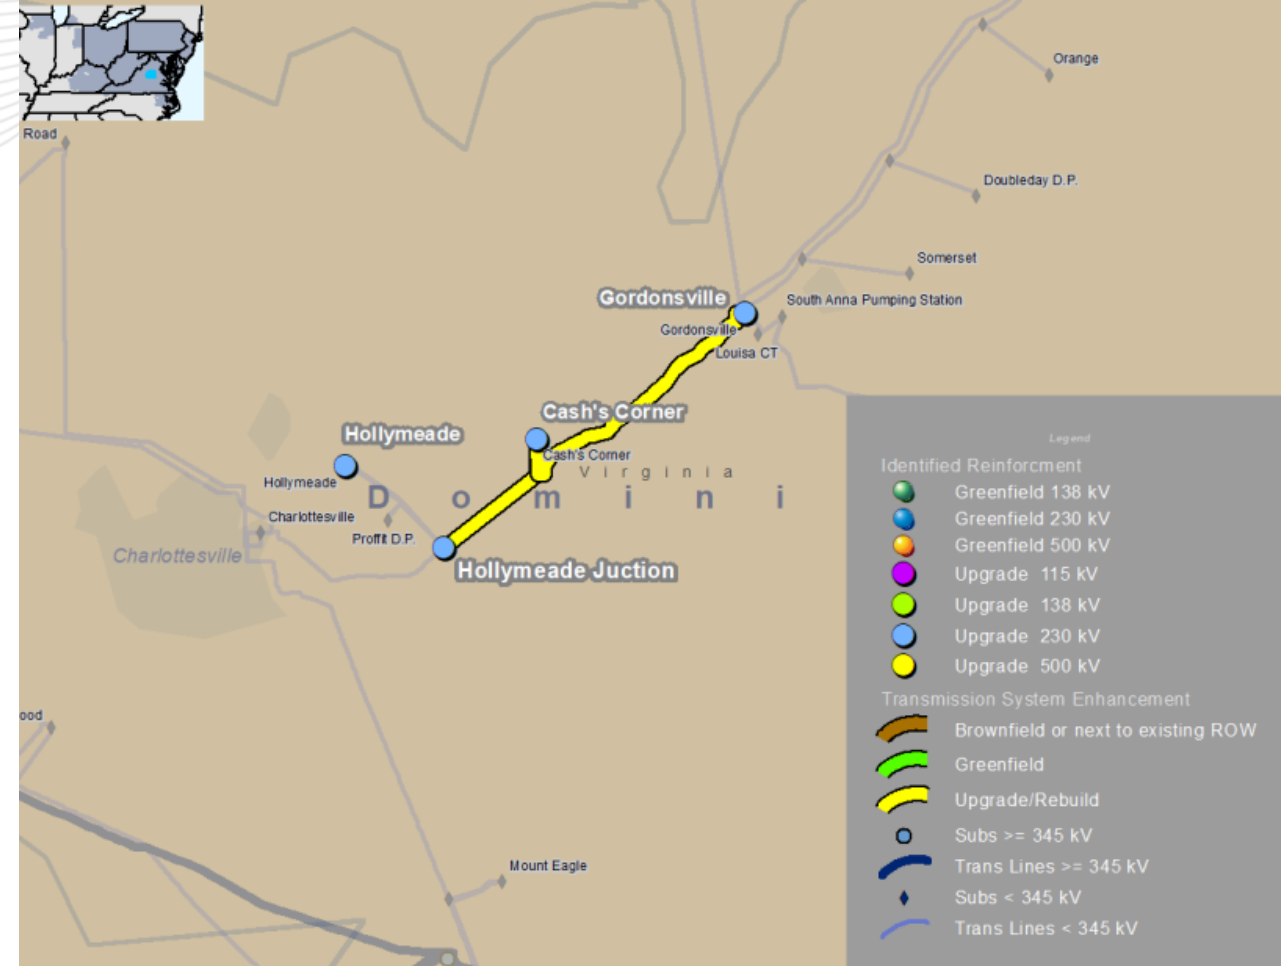 Orange
Road
Doubleday D.P.
Somerset
Gordonsville
South Anna Pumping Station
Gordonsville
Louisa CT
Cash's Corner
Hollymeade
Cash's Corner
Virginia
Hollymeade
Domini
Charlottesville
Proffit D.P.
Charlottesville
Hollymeade Juction
ood
Mount Eagle
Legend
Identified Reinforcment
Greenfield 138 kV
Greenfield 230 kV
Greenfield 500 kV
Upgrade 115 kV
Upgrade 138 kV
Upgrade 230 kV
Upgrade 500 kV
Transmission System Enhancement
Brownfield or next to existing ROW
Greenfield
Upgrade/Rebuild
Subs >= 345 kV
Trans Lines >= 345 kV
Subs < 345 kV
Trans Lines < 345 kV